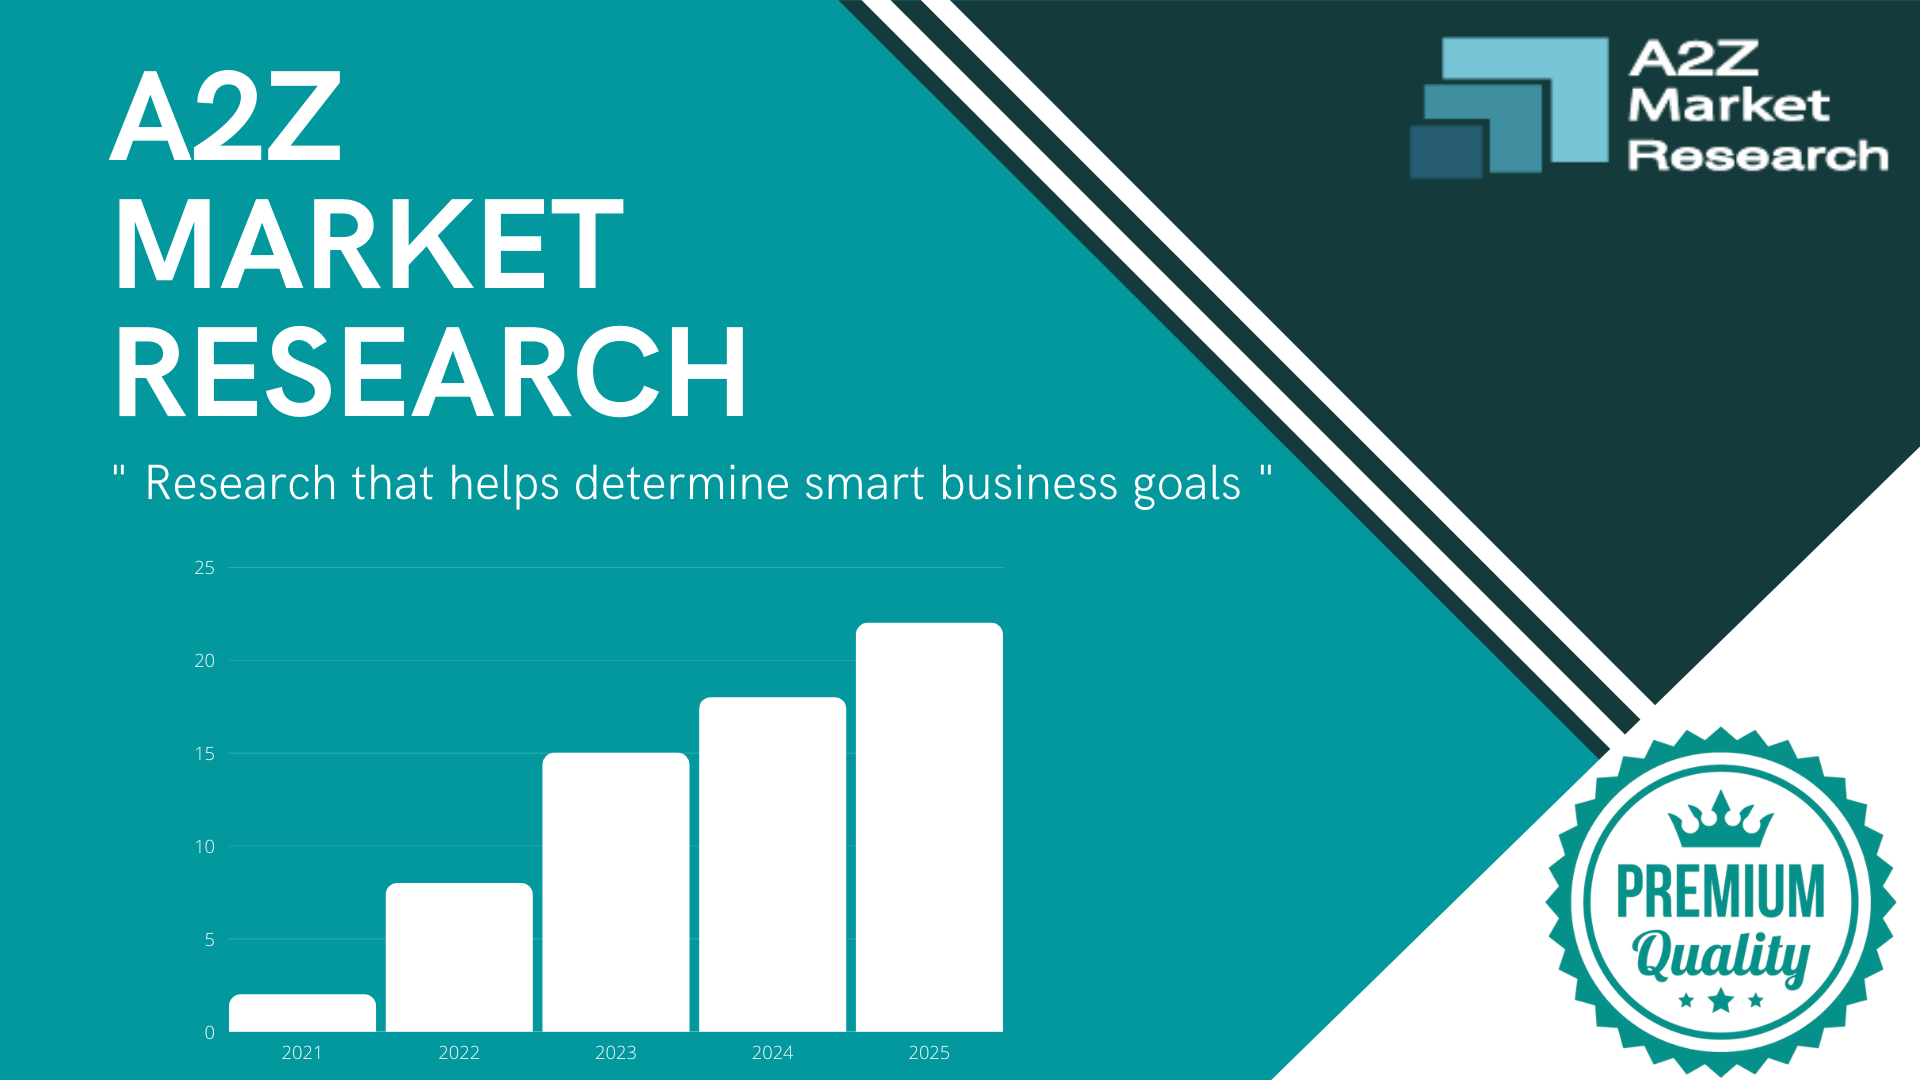 A2Z
MARKET
RESEARCH
" Research that helps determine smart business goals "
A2Z
Market
Research
25
20
15
10
5
0
2021 2022 2023 2024 2025
PREMIUM
Quality